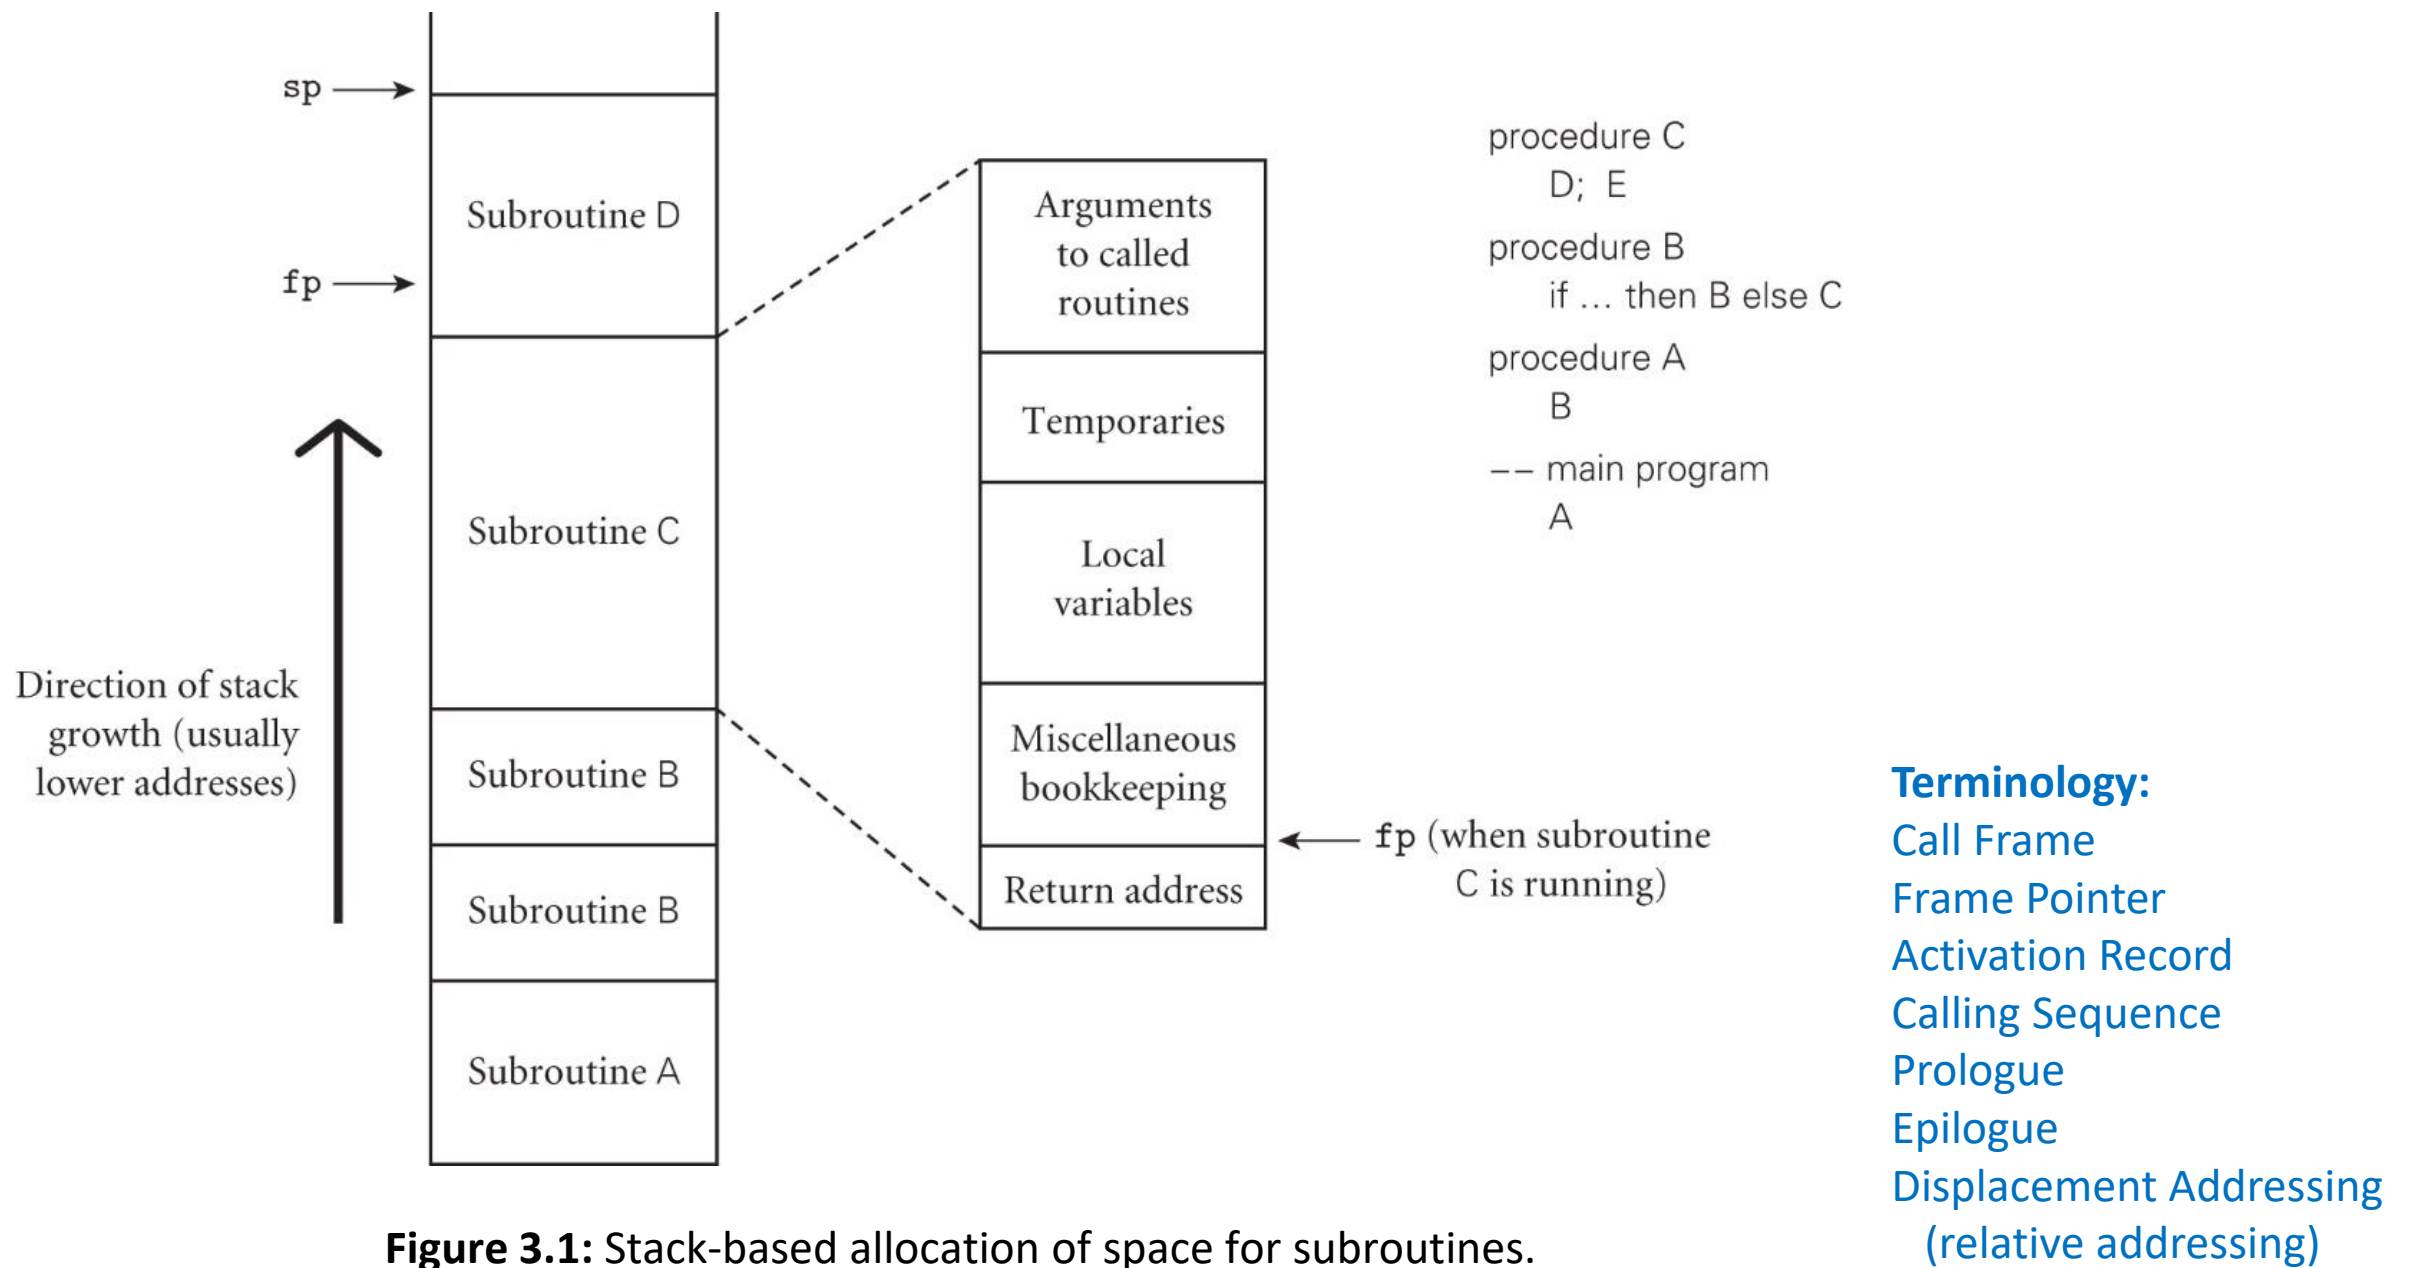 sp
Subroutine D
fp
Subroutine C
Direction of stack
growth (usually
lower addresses)
Subroutine B
Subroutine B
Subroutine A
Arguments
to called
routines
Temporaries
Local
variables
Miscellaneous
bookkeeping
Return address
fp (when subroutine
C is running)
procedure C
D; E
procedure B
if ... then B else C
procedure A
B
-- main program
A
Terminology:
Call Frame
Frame Pointer
Activation Record
Calling Sequence
Prologue
Epilogue
Displacement Addressing
(relative addressing)
Figure 3.1: Stack-based allocation of space for subroutines.